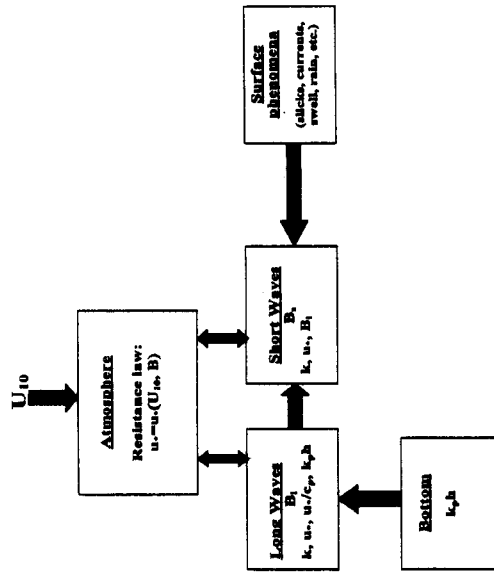 U₁₀
Atmosphere
Resistance law:
u*=u*(U₁₀, B)
Long Waves
Bₗ
k, u*, u*/cₚ, kₚh
Short Waves
Bₛ
k, u*, Bₗ
Surface
phenomena
(slicks, currents,
swell, rain, etc.)
Bottom
kₚh